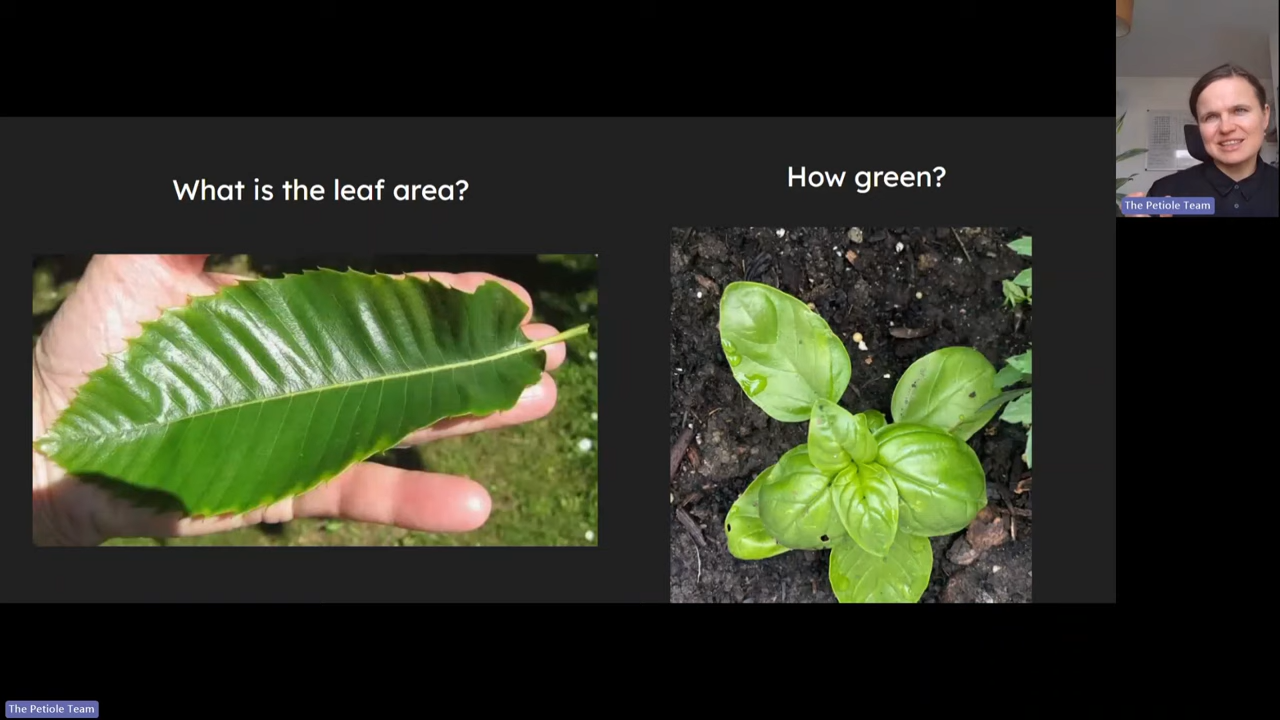 What is the leaf area?
How green?
The Petiole Team
The Petiole Team